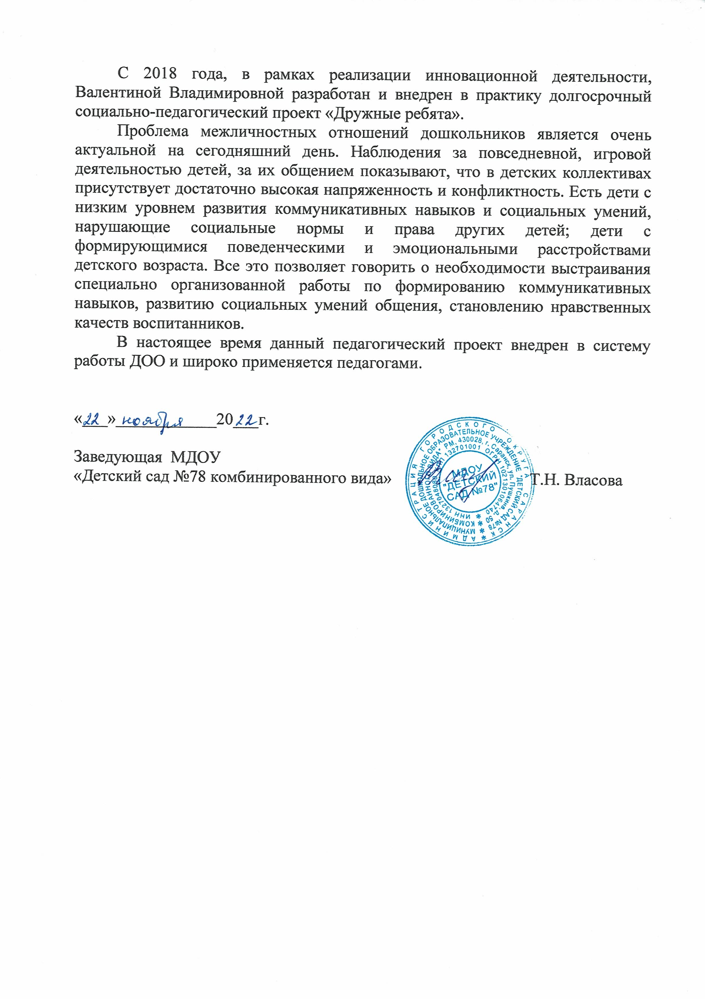 С 2018 года, в рамках реализации инновационной деятельности,
Валентиной Владимировной разработан и внедрен в практику долгосрочный
социально-педагогический проект «Дружные ребята».
Проблема межличностных отношений дошкольников является очень
актуальной на сегодняшний день. Наблюдения за повседневной, игровой
деятельностью детей, за их общением показывают, что в детских коллективах
присутствует достаточно высокая напряженность и конфликтность. Есть дети с
низким уровнем развития коммуникативных навыков и социальных умений,
нарушающие социальные нормы и права других детей; дети с
формирующимися поведенческими и эмоциональными расстройствами
детского возраста. Все это позволяет говорить о необходимости выстраивания
специально организованной работы по формированию коммуникативных
навыков, развитию социальных умений общения, становлению нравственных
качеств воспитанников.
В настоящее время данный педагогический проект внедрен в систему
работы ДОО и широко применяется педагогами.
«22» ноября 2022г.
Заведующая МДОУ
«Детский сад №78 комбинированного вида» Т.Н. Власова
АДМИНИСТРАЦИЯ ГОРОДСКОГО ОКРУГА САРАНСК *
МУНИЦИПАЛЬНОЕ ДОШКОЛЬНОЕ ОБРАЗОВАТЕЛЬНОЕ УЧРЕЖДЕНИЕ "ДЕТСКИЙ САД №78 *
КОМБИНИРОВАННОГО ВИДА" РМ, 430028, г. Саранск, ул. Пушкина, д. 50 *
ИНН 1327048080 КПП 132701001 ОГРН 1021301064740 *
МДОУ
"ДЕТСКИЙ
САД №78"